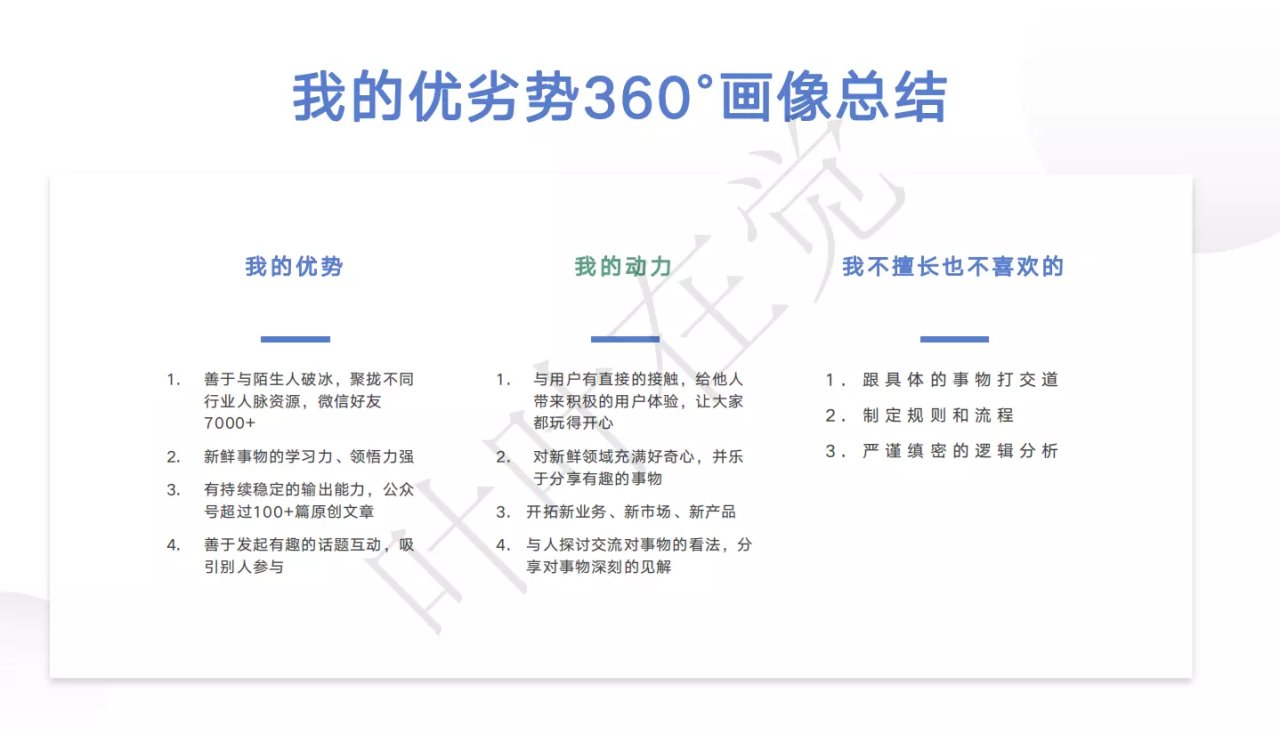 我的优劣势360°画像总结
我的优势
1. 善于与陌生人破冰，聚拢不同
行业人脉资源，微信好友
7000+
2. 新鲜事物的学习力、领悟力强
3. 有持续稳定的输出能力，公众
号超过100+篇原创文章
4. 善于发起有趣的话题互动，吸
引别人参与
我的动力
1. 与用户有直接的接触，给他人
带来积极的用户体验，让大家
都玩得开心
2. 对新鲜领域充满好奇心，并乐
于分享有趣的事物
3. 开拓新业务、新市场、新产品
4. 与人探讨交流对事物的看法，分
享对事物深刻的见解
我不擅长也不喜欢的
1. 跟具体的事物打交道
2. 制定规则和流程
3. 严谨缜密的逻辑分析
叶叶在觉